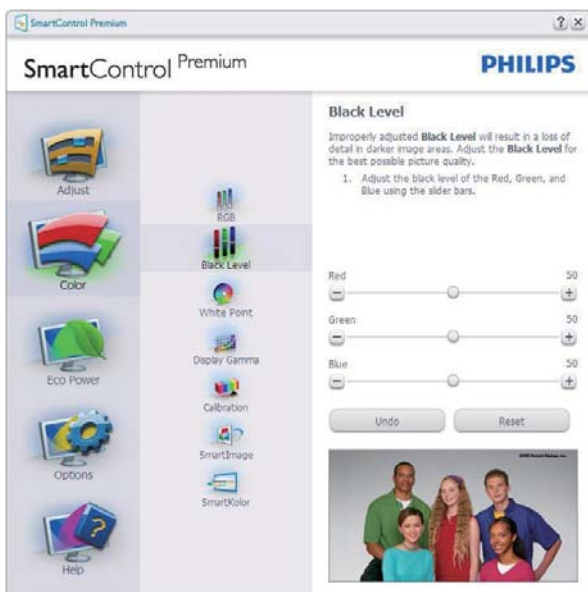 SmartControl Premium
SmartControl Premium
PHILIPS
Adjust
Color
Eco Power
Options
Help
RGB
Black Level
White Point
Display Gamma
Calibration
SmartImage
SmartKolor
Black Level
Improperly adjusted Black Level will result in a loss of
detail in darker image areas. Adjust the Black Level for
the best possible picture quality.
1. Adjust the black level of the Red, Green, and
Blue using the slider bars.
Red 50
Green 50
Blue 50
Undo Reset